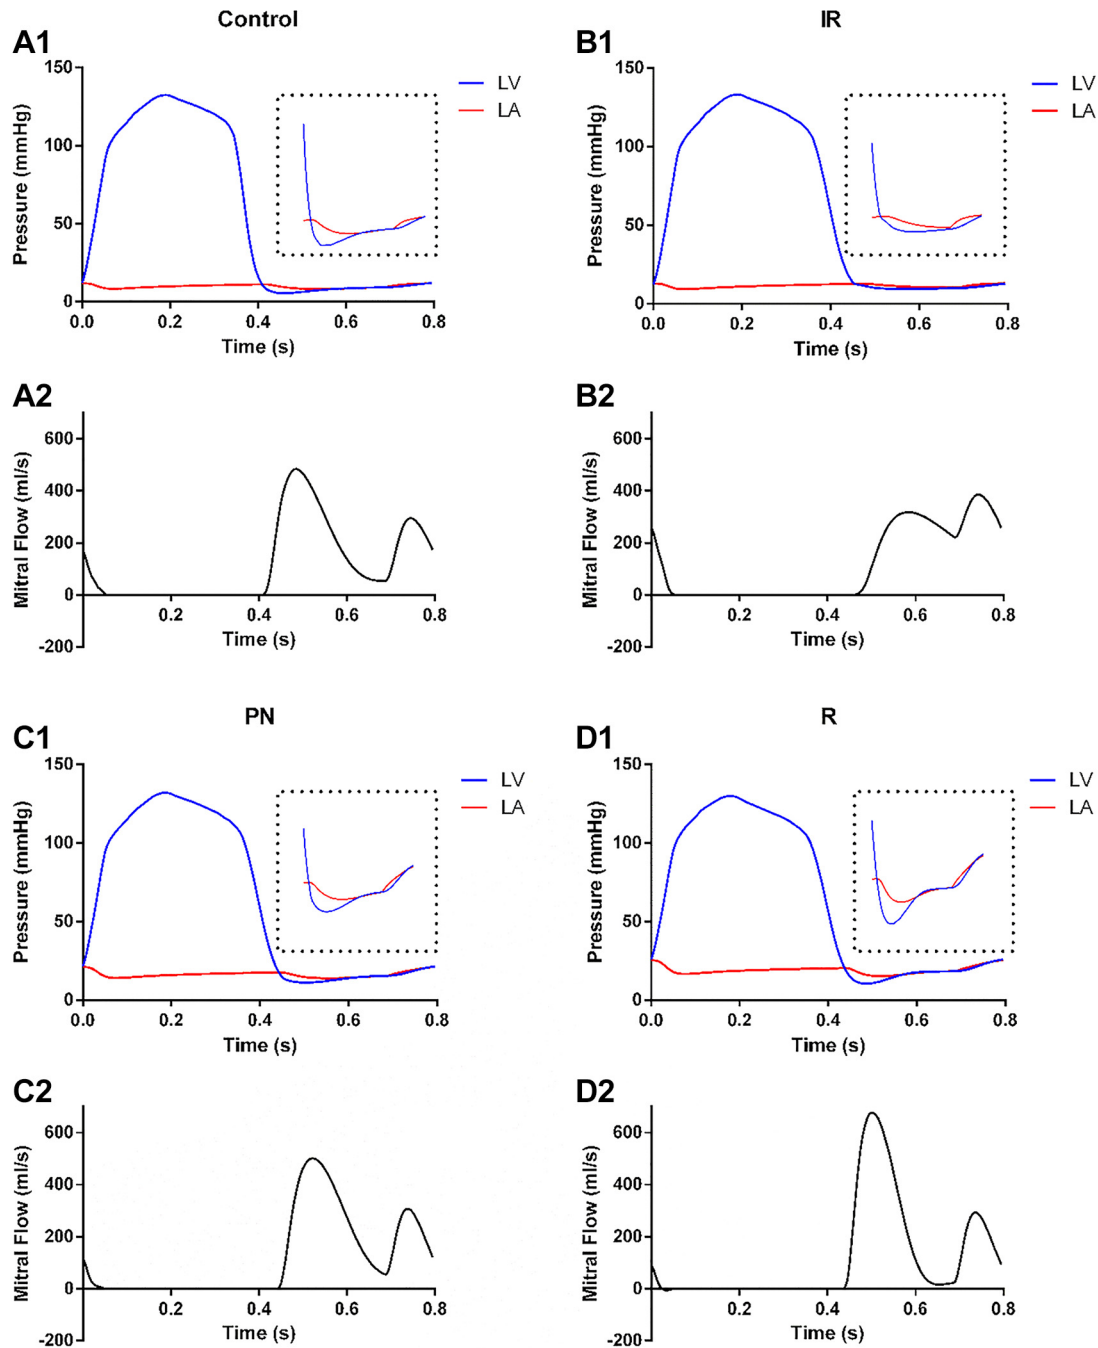 Control
IR
A1
B1
150
100
50
0
Pressure (mmHg)
LV
LA
0.0 0.2 0.4 0.6 0.8
Time (s)
150
100
50
0
Pressure (mmHg)
LV
LA
0.0 0.2 0.4 0.6 0.8
Time (s)
A2
B2
600
400
200
0
-200
Mitral Flow (ml/s)
0.2 0.4 0.6 0.8
Time (s)
600
400
200
0
-200
Mitral Flow (ml/s)
0.2 0.4 0.6 0.8
Time (s)
PN
R
C1
D1
150
100
50
0
Pressure (mmHg)
LV
LA
0.0 0.2 0.4 0.6 0.8
Time (s)
150
100
50
0
Pressure (mmHg)
LV
LA
0.0 0.2 0.4 0.6 0.8
Time (s)
C2
D2
600
400
200
0
-200
Mitral Flow (ml/s)
0.2 0.4 0.6 0.8
Time (s)
600
400
200
0
-200
Mitral Flow (ml/s)
0.2 0.4 0.6 0.8
Time (s)